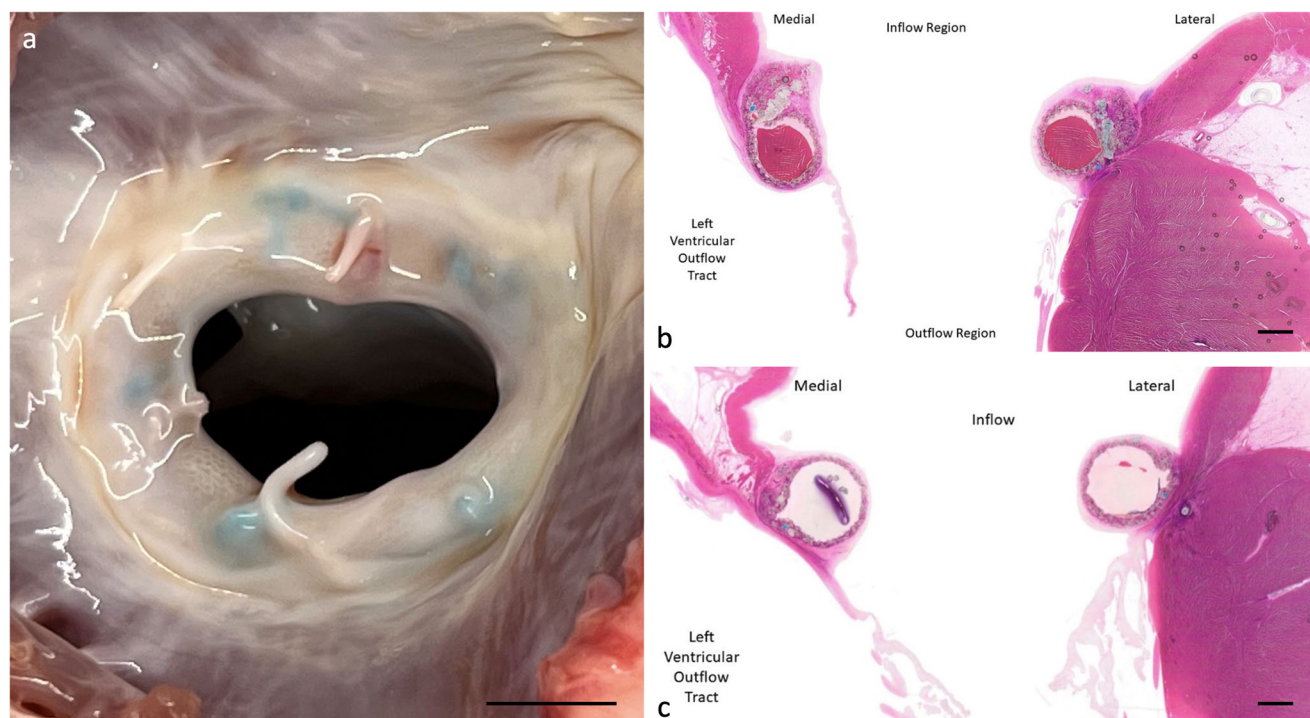 a
Medial
Inflow Region
Lateral
Left
Ventricular
Outflow
Tract
b
Outflow Region
Medial
Lateral
Inflow
Left
Ventricular
Outflow
Tract
c